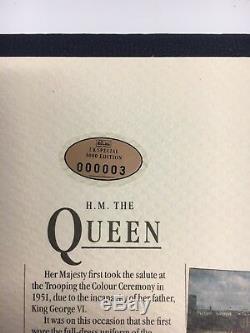 UK SPECIAL
5000 EDITION
000003
H.M. THE
QUEEN
Her Majesty first took the salute at
the Trooping the Colour Ceremony in
1951, due to the incapacity of her father,
King George VI.
It was on this occasion that she first
wore the full-dress uniform of the